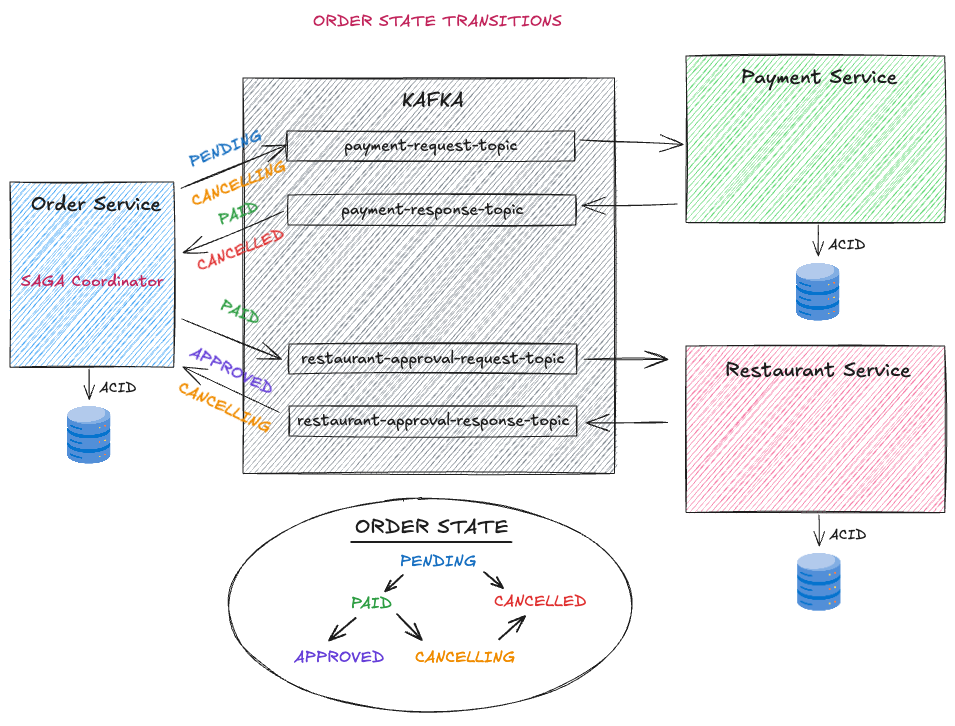 ORDER STATE TRANSITIONS
KAFKA
Payment Service
payment-request-topic
PENDING
CANCELLING
payment-response-topic
PAID
CANCELLED
Order Service
SAGA Coordinator
ACID
ACID
PAID
restaurant-approval-request-topic
APPROVED
CANCELLING
restaurant-approval-response-topic
Restaurant Service
ACID
ORDER STATE
PENDING
PAID
CANCELLED
APPROVED
CANCELLING